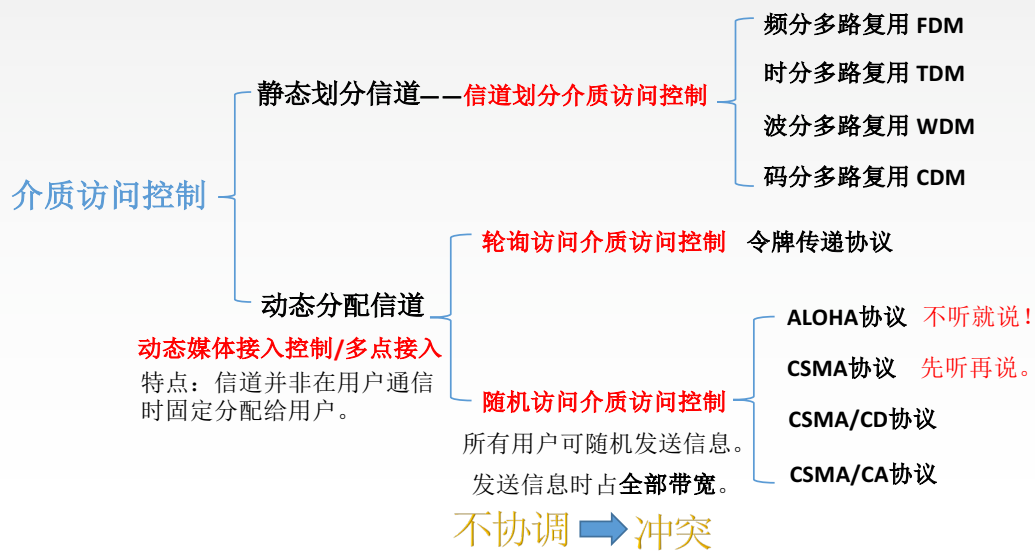 介质访问控制
静态划分信道——信道划分介质访问控制
频分多路复用 FDM
时分多路复用 TDM
波分多路复用 WDM
码分多路复用 CDM
动态分配信道
动态媒体接入控制/多点接入
特点：信道并非在用户通信
时固定分配给用户。
轮询访问介质访问控制 令牌传递协议
随机访问介质访问控制
所有用户可随机发送信息。
发送信息时占全部带宽。
不协调 冲突
ALOHA协议 不听就说！
CSMA协议 先听再说。
CSMA/CD协议
CSMA/CA协议